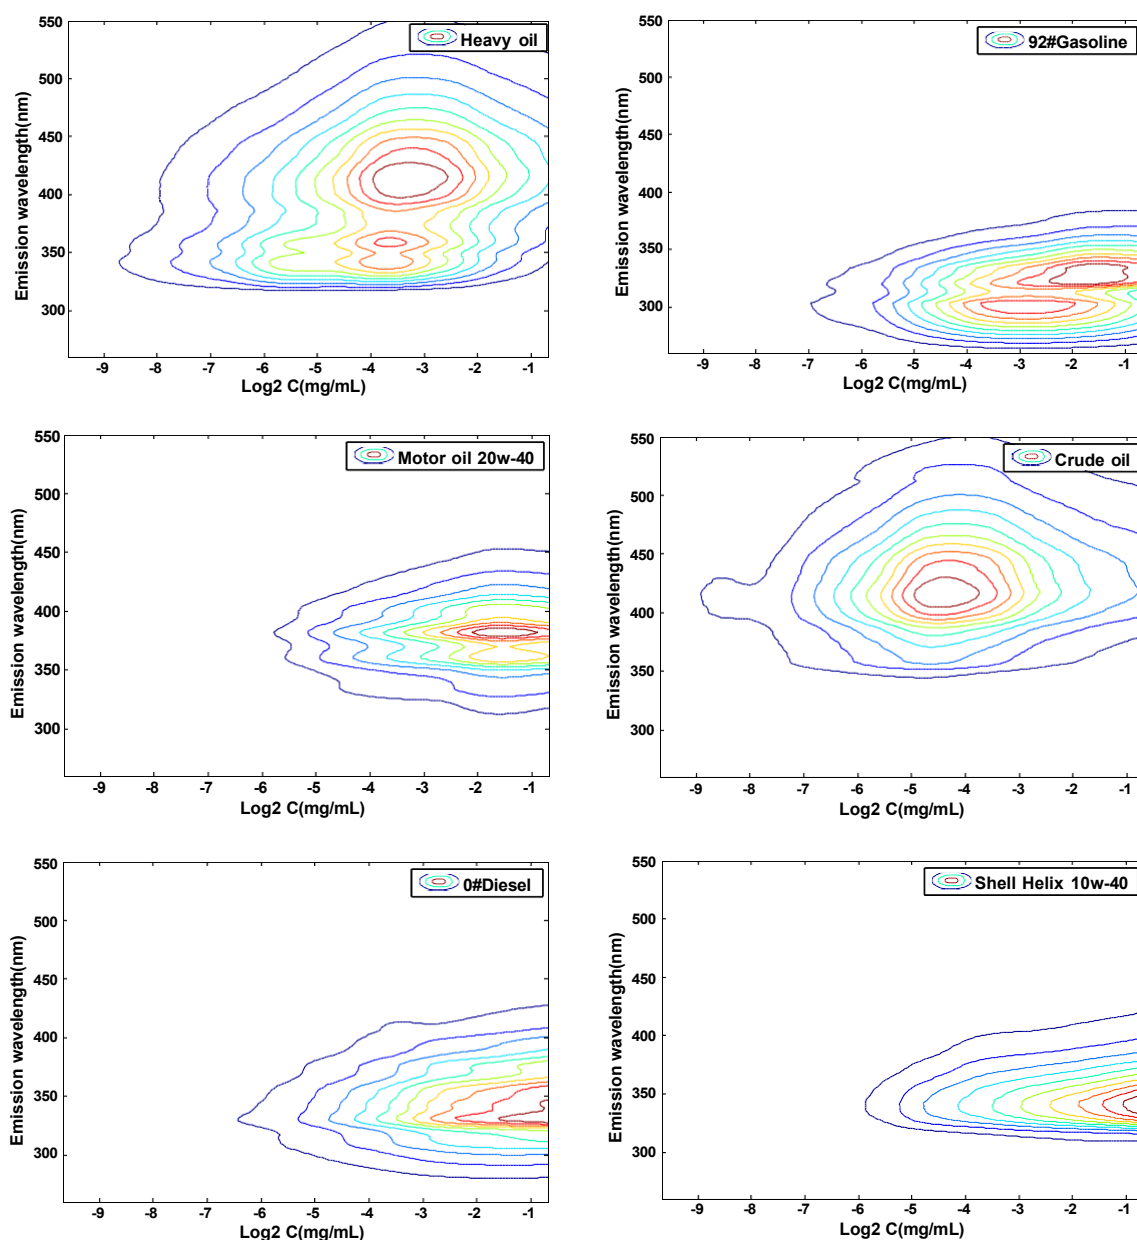 Heavy oil
Emission wavelength(nm)
550
500
450
400
350
300
-9 -8 -7 -6 -5 -4 -3 -2 -1
Log2 C(mg/mL)
92#Gasoline
Emission wavelength(nm)
550
500
450
400
350
300
-9 -8 -7 -6 -5 -4 -3 -2 -1
Log2 C(mg/mL)
Motor oil 20w-40
Emission wavelength(nm)
550
500
450
400
350
300
-9 -8 -7 -6 -5 -4 -3 -2 -1
Log2 C(mg/mL)
Crude oil
Emission wavelength(nm)
550
500
450
400
350
300
-9 -8 -7 -6 -5 -4 -3 -2 -1
Log2 C(mg/mL)
0#Diesel
Emission wavelength(nm)
550
500
450
400
350
300
-9 -8 -7 -6 -5 -4 -3 -2 -1
Log2 C(mg/mL)
Shell Helix 10w-40
Emission wavelength(nm)
550
500
450
400
350
300
-9 -8 -7 -6 -5 -4 -3 -2 -1
Log2 C(mg/mL)